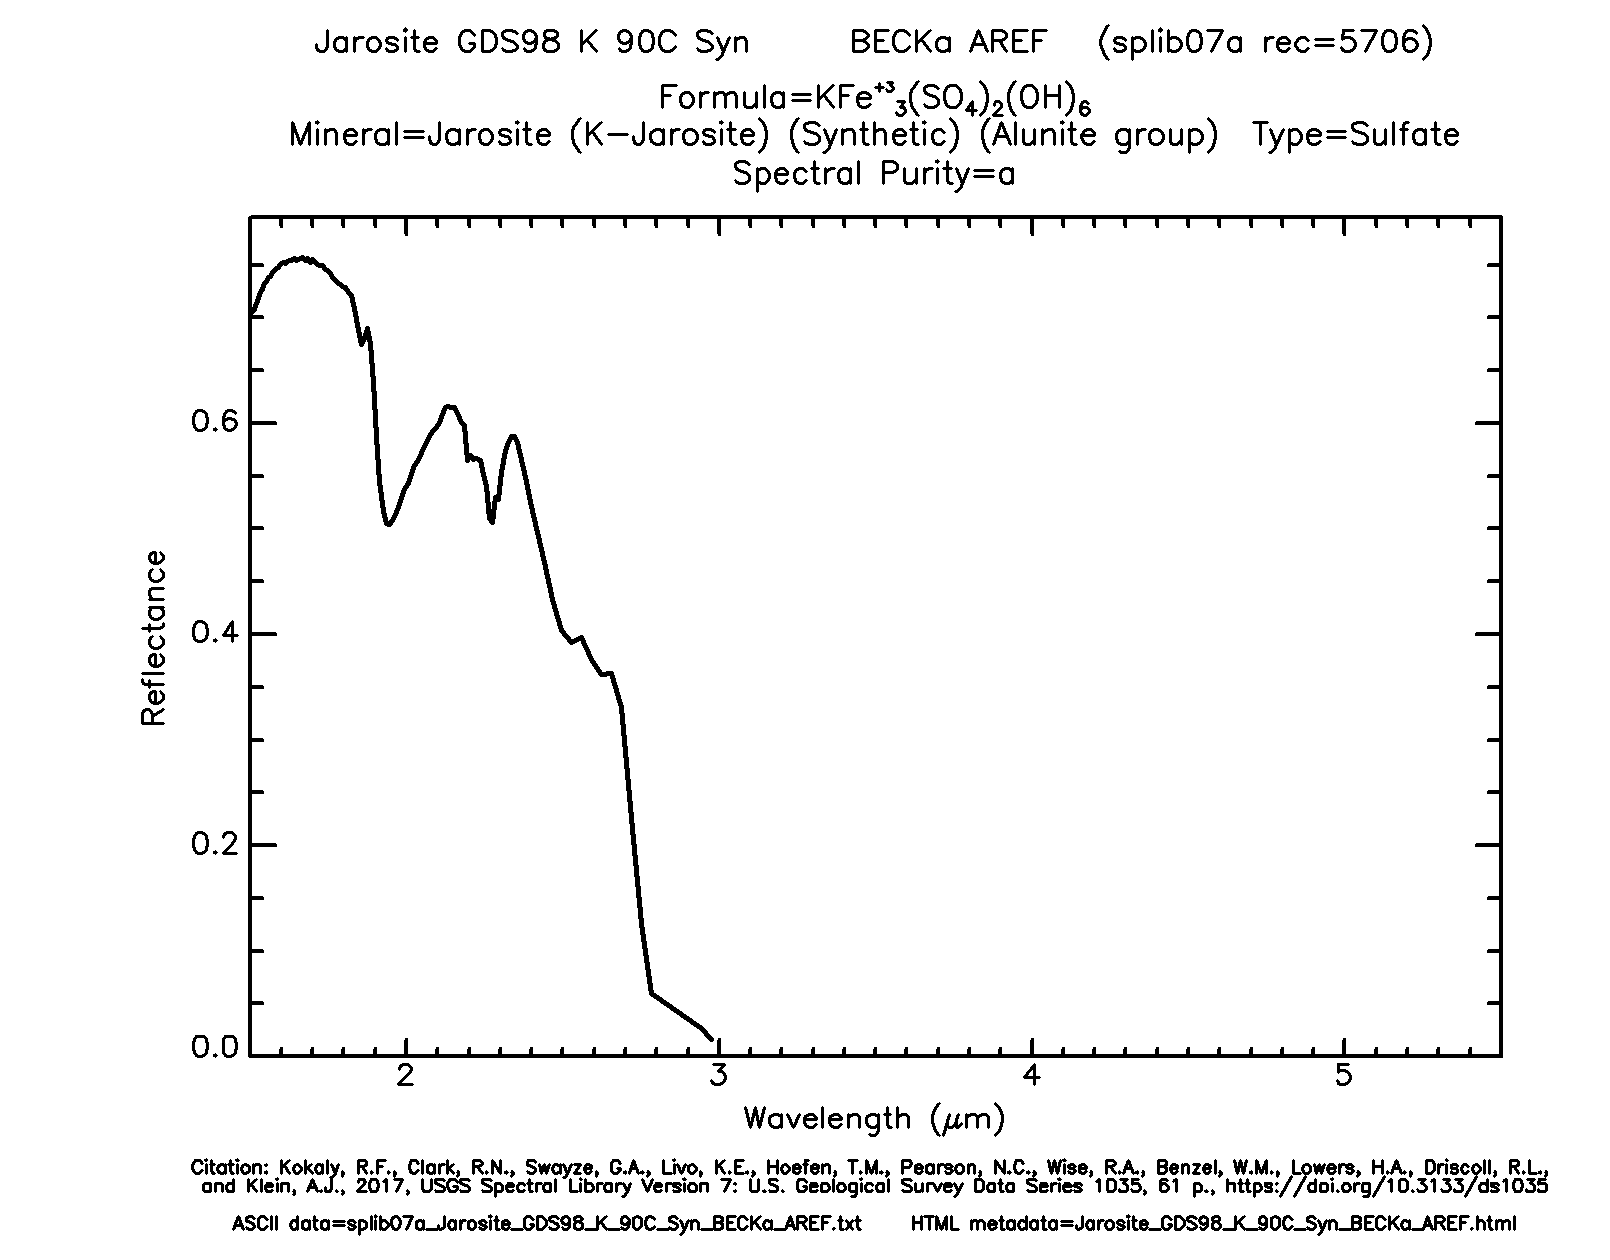 Jarosite GDS98 K 90C Syn BECKa AREF (splib07a rec=5706)
Formula=KFe⁺³₃(SO₄)₂(OH)₆
Mineral=Jarosite (K-Jarosite) (Synthetic) (Alunite group) Type=Sulfate
Spectral Purity=a
0.6
0.4
0.2
0.0
Reflectance
2 3 4 5
Wavelength (μm)
Citation: Kokaly, R.F., Clark, R.N., Swayze, G.A., Livo, K.E., Hoefen, T.M., Pearson, N.C., Wise, R.A., Benzel, W.M., Lowers, H.A., Driscoll, R.L.,
and Klein, A.J., 2017, USGS Spectral Library Version 7: U.S. Geological Survey Data Series 1035, 61 p., https://doi.org/10.3133/ds1035
ASCII data=splib07a_Jarosite_GDS98_K_90C_Syn_BECKa_AREF.txt HTML metadata=Jarosite_GDS98_K_90C_Syn_BECKa_AREF.html